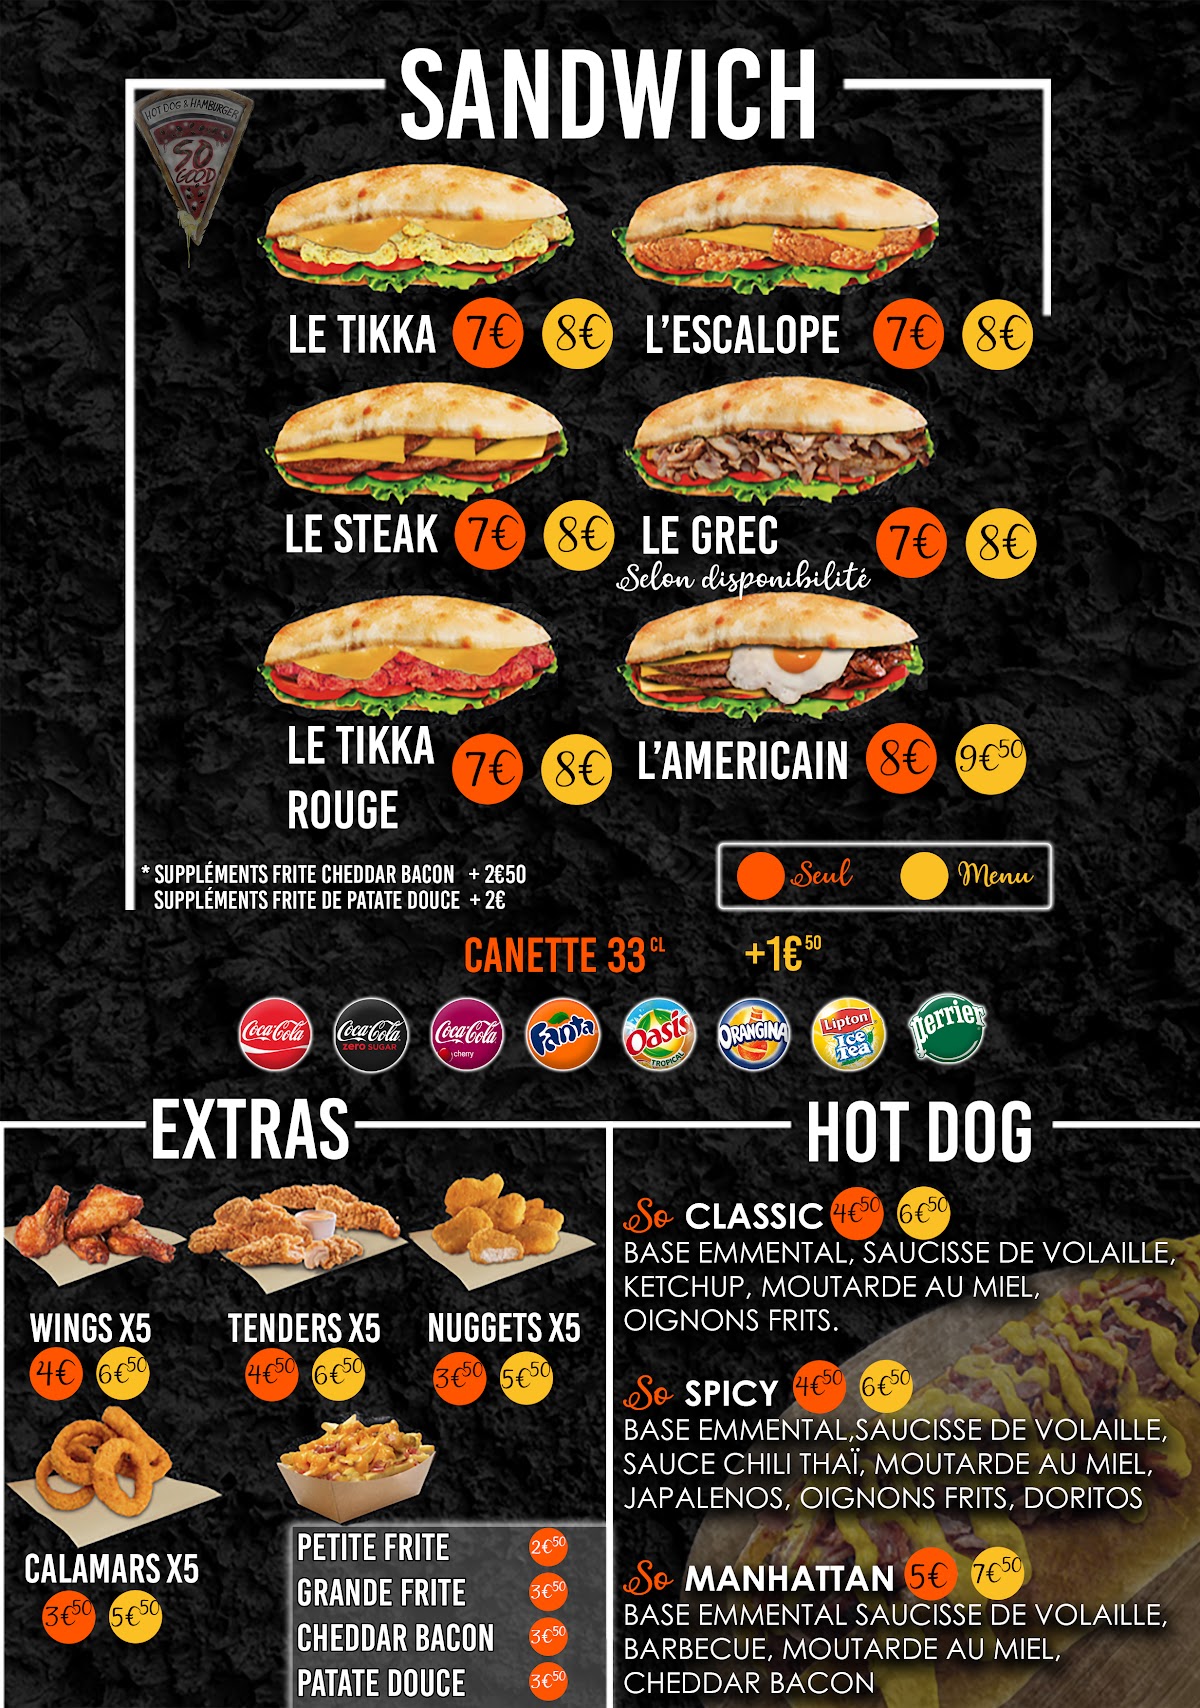 SANDWICH
HOT DOG & HAMBURGER
SO
GOOD
LE TIKKA 7€ 8€
L'ESCALOPE 7€ 8€
LE STEAK 7€ 8€
LE GREC 7€ 8€
Selon disponibilité
LE TIKKA
ROUGE 7€ 8€
L'AMERICAIN 8€ 9€50
* SUPPLÉMENTS FRITE CHEDDAR BACON + 2€50
SUPPLÉMENTS FRITE DE PATATE DOUCE + 2€
Seul Menu
CANETTE 33 CL +1€50
Coca-Cola
Coca-Cola
zero SUGAR
Coca-Cola
cherry
Fanta
Oasis
TROPICAL
ORANGINA
Lipton
Ice
Tea
perrier
EXTRAS
WINGS X5
4€ 6€50
TENDERS X5
4€50 6€50
NUGGETS X5
3€50 5€50
CALAMARS X5
3€50 5€50
PETITE FRITE 2€50
GRANDE FRITE 3€50
CHEDDAR BACON 3€50
PATATE DOUCE 3€50
HOT DOG
So CLASSIC 4€50 6€50
BASE EMMENTAL, SAUCISSE DE VOLAILLE,
KETCHUP, MOUTARDE AU MIEL,
OIGNONS FRITS.
So SPICY 4€50 6€50
BASE EMMENTAL,SAUCISSE DE VOLAILLE,
SAUCE CHILI THAÏ, MOUTARDE AU MIEL,
JAPALENOS, OIGNONS FRITS, DORITOS
So MANHATTAN 5€ 7€50
BASE EMMENTAL SAUCISSE DE VOLAILLE,
BARBECUE, MOUTARDE AU MIEL,
CHEDDAR BACON